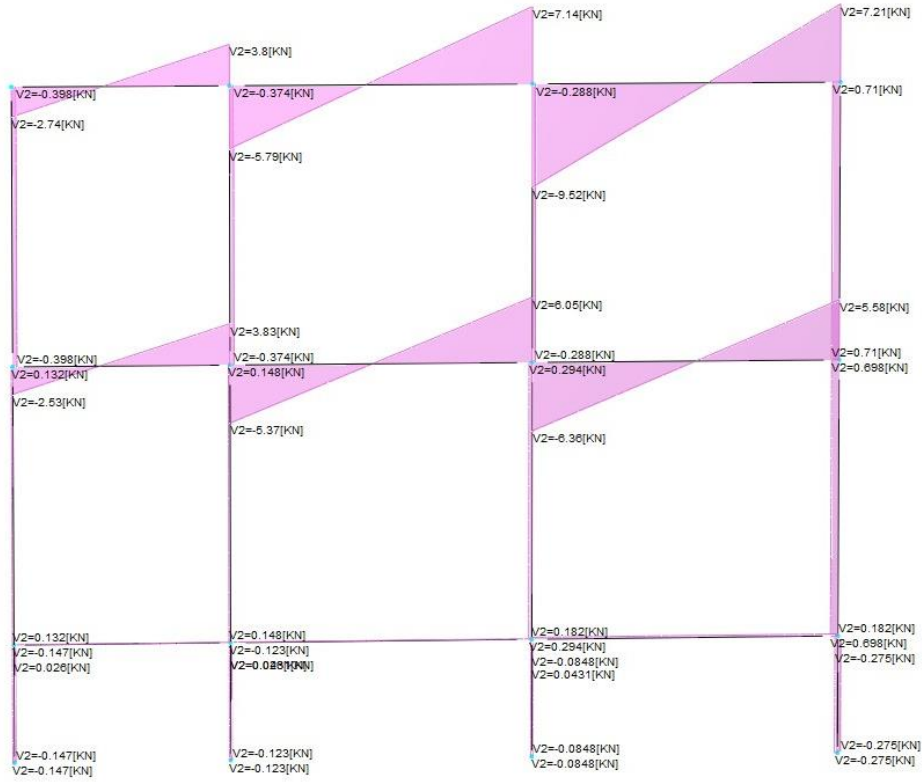 V2=3.8[KN]
V2=7.14[KN]
V2=7.21[KN]
V2=-0.398[KN]
V2=-0.374[KN]
V2=-0.288[KN]
V2=0.71[KN]
V2=-2.74[KN]
V2=-5.79[KN]
V2=-9.52[KN]
V2=3.83[KN]
V2=6.05[KN]
V2=5.58[KN]
V2=-0.398[KN]
V2=-0.374[KN]
V2=-0.288[KN]
V2=0.71[KN]
V2=0.132[KN]
V2=0.148[KN]
V2=0.294[KN]
V2=0.698[KN]
V2=-2.53[KN]
V2=-5.37[KN]
V2=-6.36[KN]
V2=0.132[KN]
V2=0.148[KN]
V2=0.182[KN]
V2=0.182[KN]
V2=-0.147[KN]
V2=-0.123[KN]
V2=0.294[KN]
V2=0.698[KN]
V2=0.026[KN]
V2=-0.0848[KN]
V2=-0.275[KN]
V2=0.0431[KN]
V2=-0.147[KN]
V2=-0.123[KN]
V2=-0.0848[KN]
V2=-0.275[KN]
V2=-0.147[KN]
V2=-0.123[KN]
V2=-0.0848[KN]
V2=-0.275[KN]